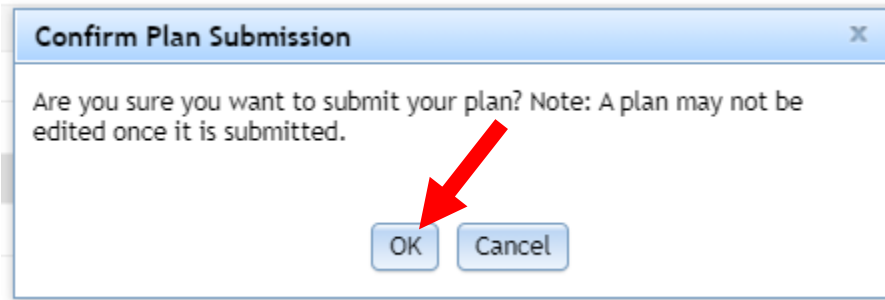 Confirm Plan Submission x
Are you sure you want to submit your plan? Note: A plan may not be
edited once it is submitted.
OK Cancel